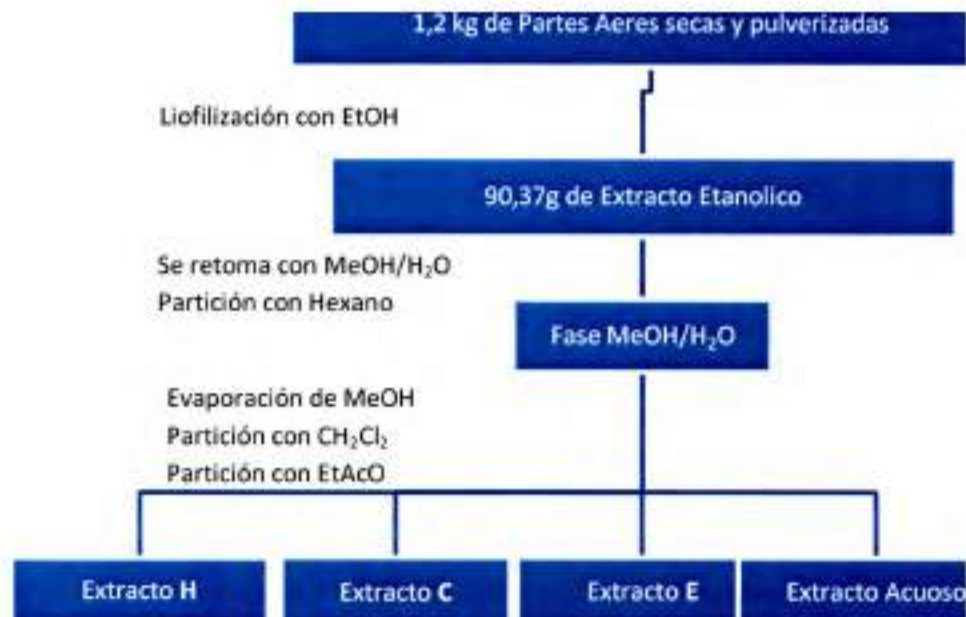 1,2 kg de Partes Aeres secas y pulverizadas
Liofilización con EtOH
90,37g de Extracto Etanolico
Se retoma con MeOH/H₂O
Partición con Hexano
Fase MeOH/H₂O
Evaporación de MeOH
Partición con CH₂Cl₂
Partición con EtAcO
Extracto H
Extracto C
Extracto E
Extracto Acuoso